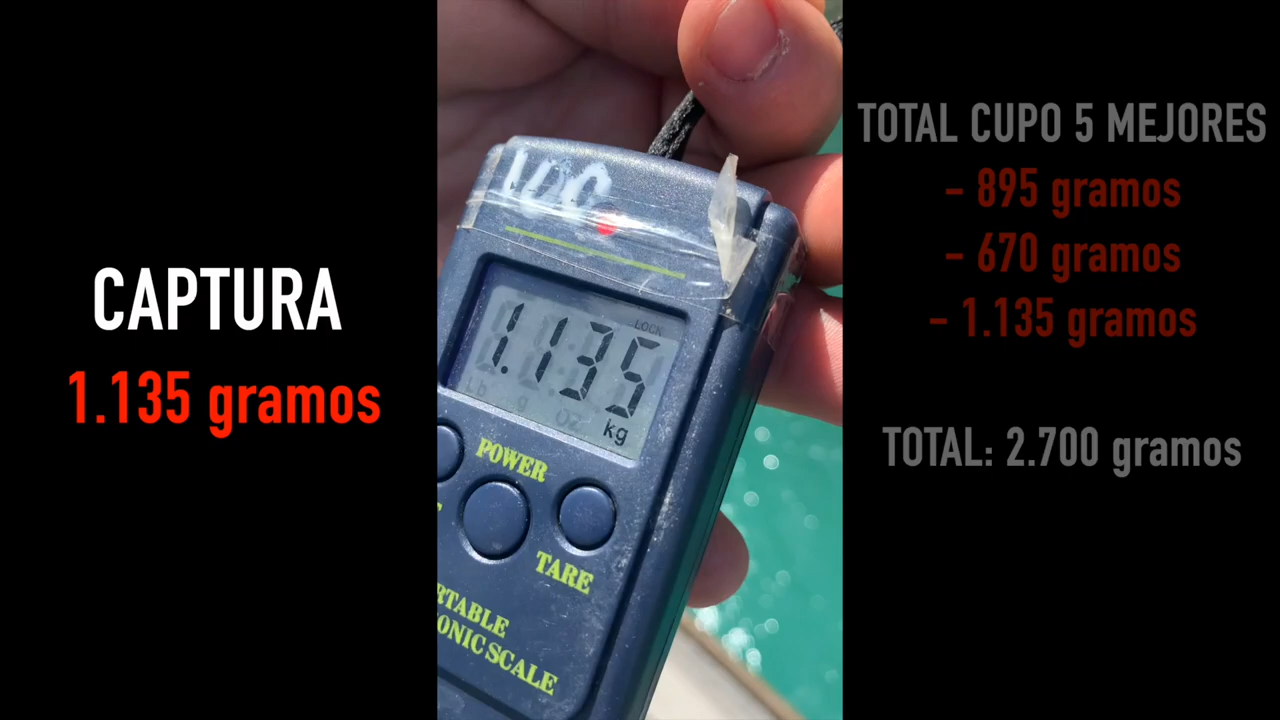 CAPTURA
1.135 gramos
100
LOCK
1.135
Lb g OZ kg
POWER
TARE
RTABLE
ONIC SCALE
TOTAL CUPO 5 MEJORES
- 895 gramos
- 670 gramos
- 1.135 gramos
TOTAL: 2.700 gramos